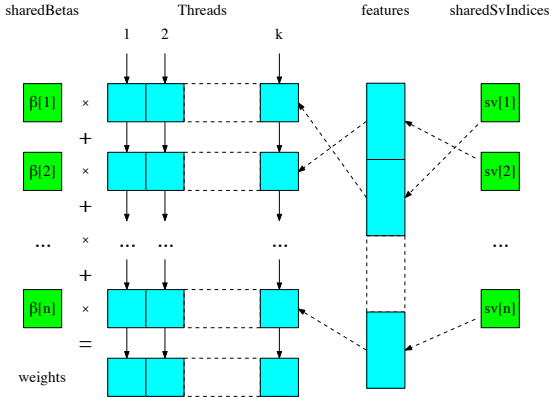 sharedBetas Threads features sharedSvIndices
1 2 k
β[1] × sv[1]
+
β[2] × sv[2]
+
... × ... ... ... ...
+
β[n] × sv[n]
=
weights